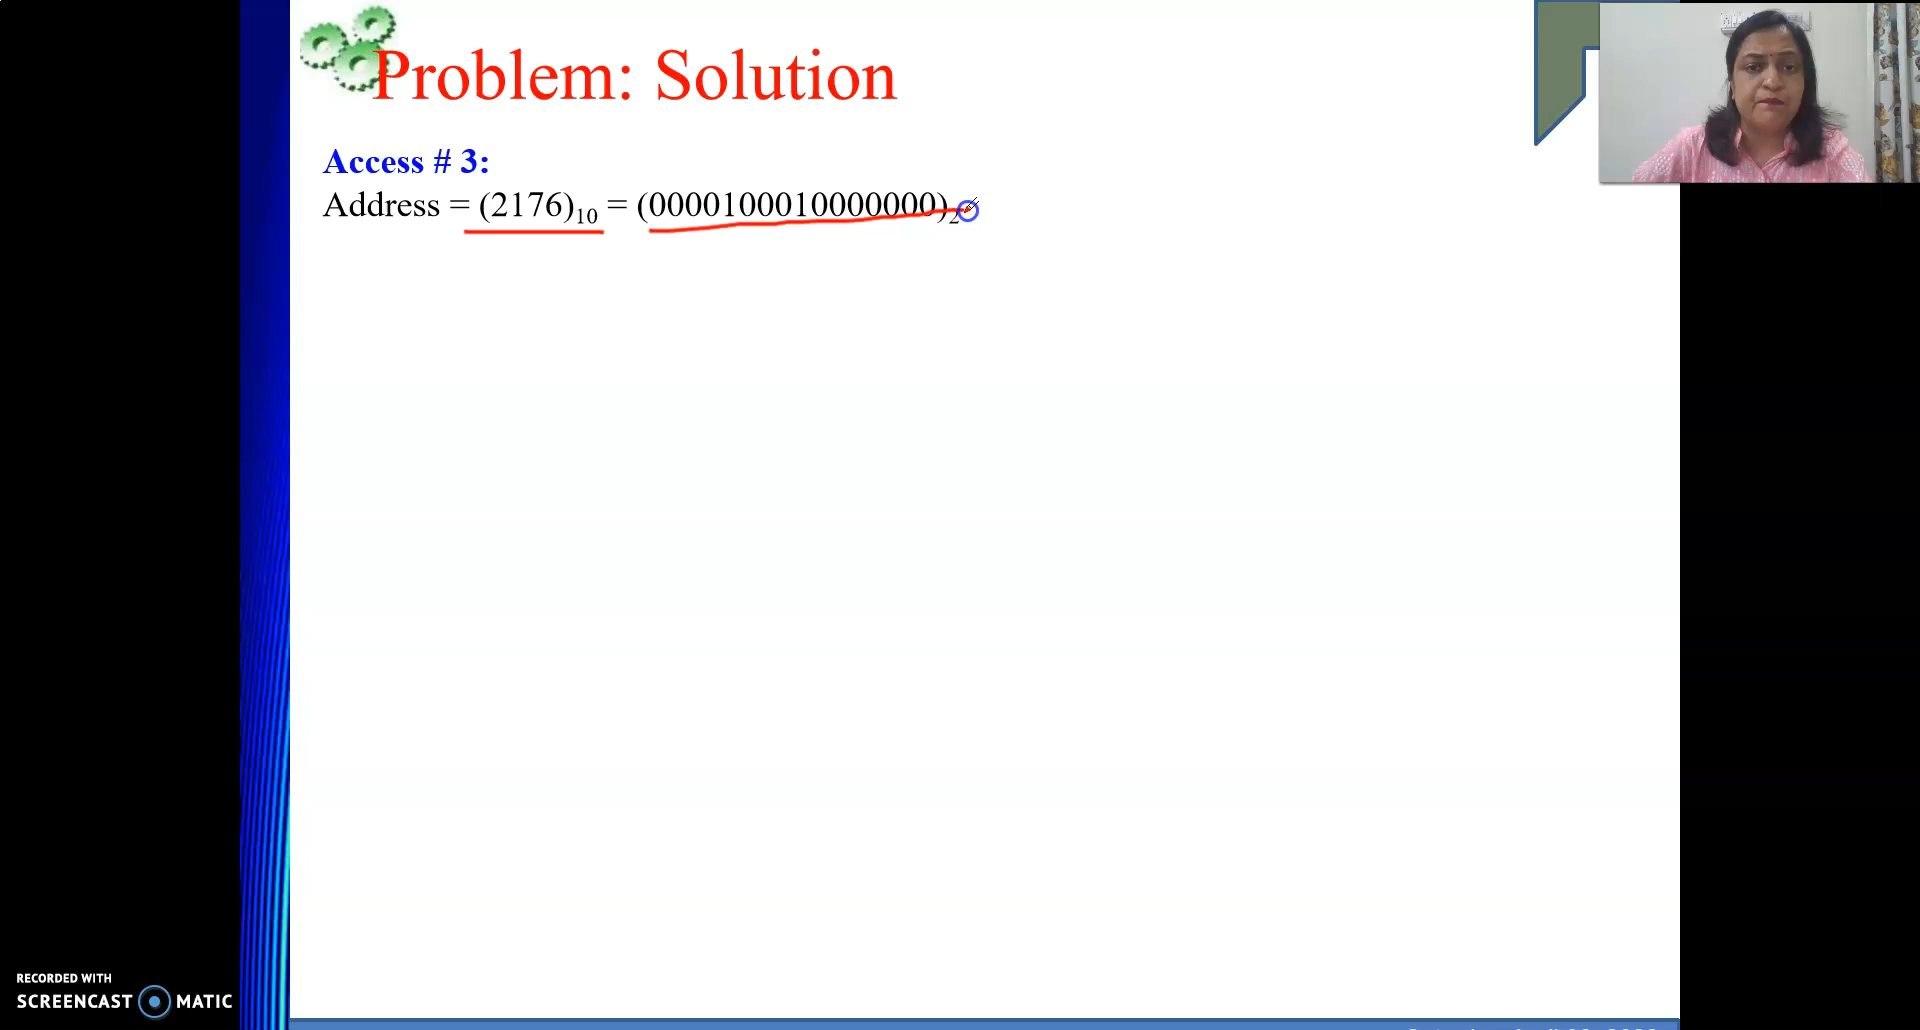 Problem: Solution
Access # 3:
Address = (2176)10 = (0000100010000000)2
RECORDED WITH
SCREENCAST MATIC